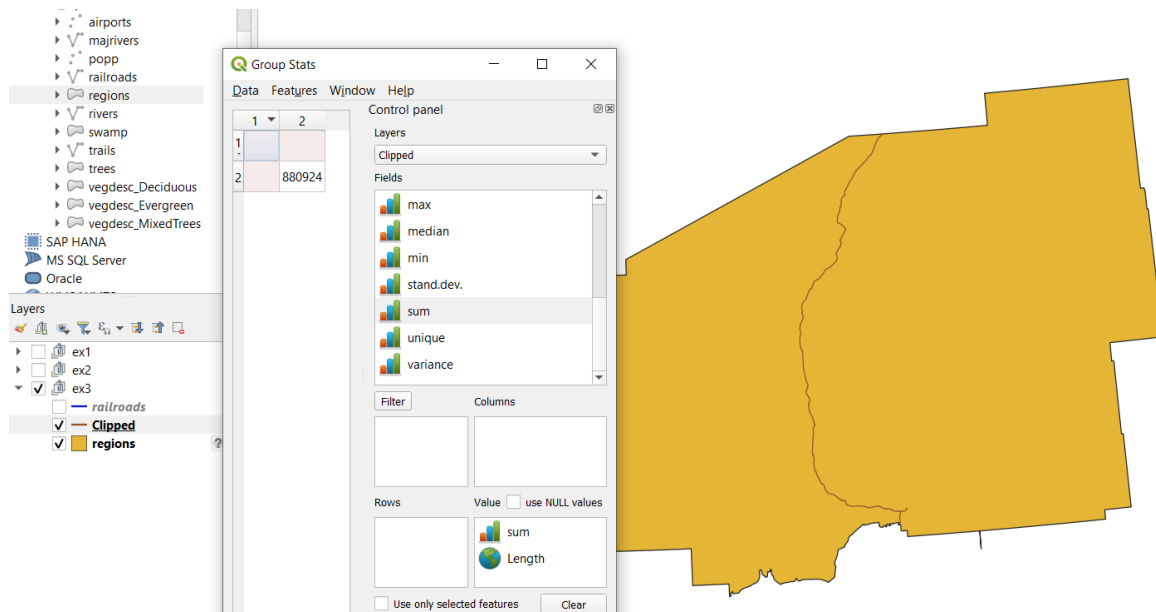 airports
majrivers
popp
railroads
regions
rivers
swamp
trails
trees
vegdesc_Deciduous
vegdesc_Evergreen
vegdesc_MixedTrees
SAP HANA
MS SQL Server
Oracle
Layers
ex1
ex2
ex3
railroads
Clipped
regions ?
Group Stats
Data Features Window Help
1 2
1
2 880924
Control panel
Layers
Clipped
Fields
max
median
min
stand.dev.
sum
unique
variance
Filter Columns
Rows Value use NULL values
sum
Length
Use only selected features Clear